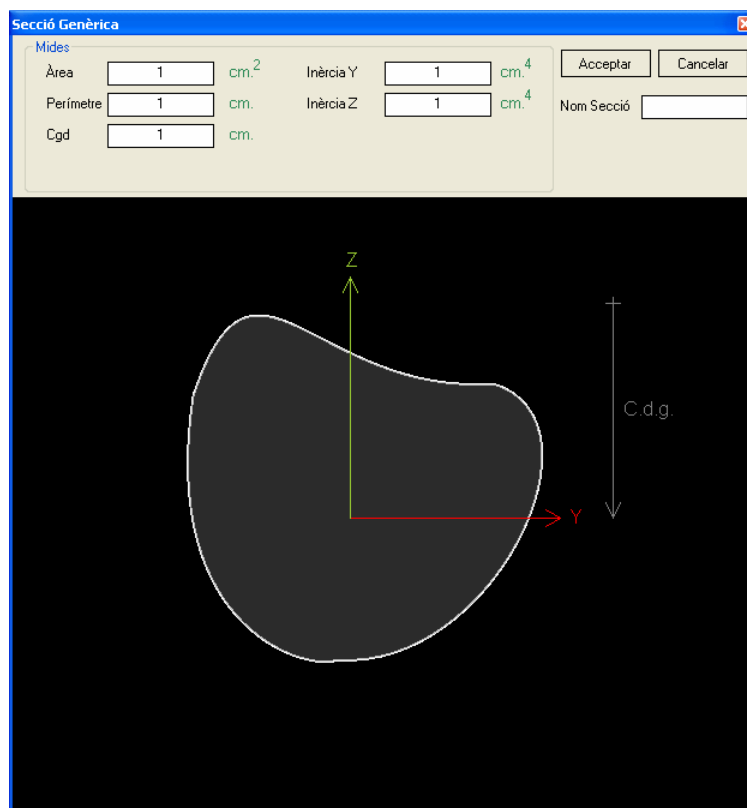 Secció Genèrica
Mides
Àrea 1 cm.2 Inèrcia Y 1 cm.4 Acceptar Cancelar
Perímetre 1 cm. Inèrcia Z 1 cm.4 Nom Secció
Cgd 1 cm.
Z
C.d.g.
Y